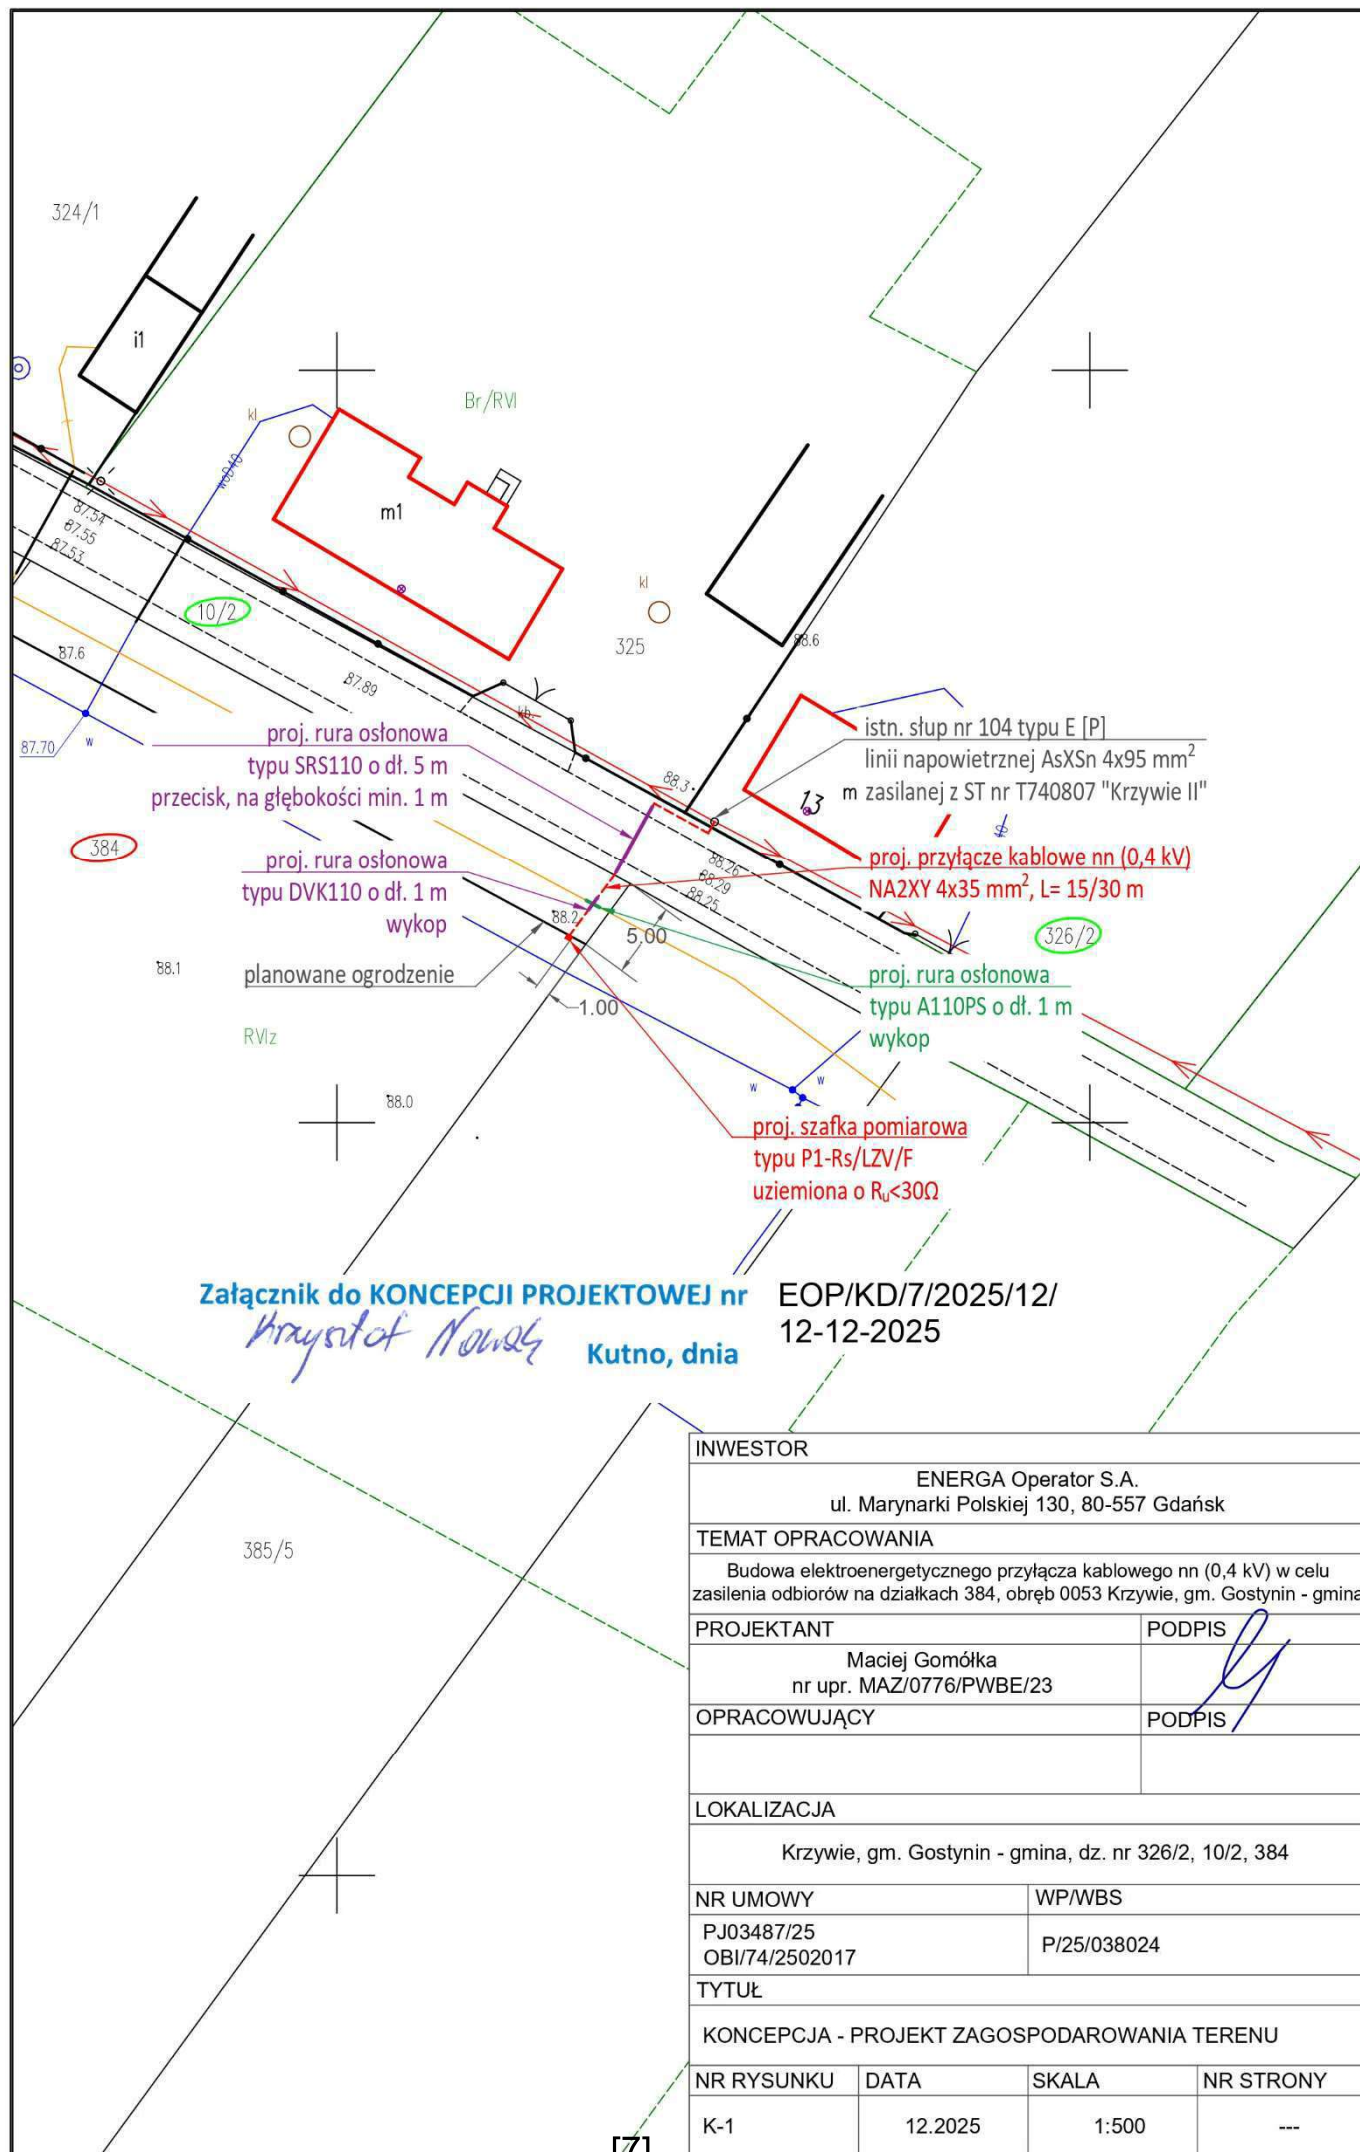 324/1
i1
Br/RVI
kl
woD40
m1
87.54
87.55
87.53
kl
10/2
325
88.6
87.6
87.89
kb.
87.70
w
proj. rura osłonowa
typu SRS110 o dł. 5 m
przecisk, na głębokości min. 1 m
istn. słup nr 104 typu E [P]
linii napowietrznej AsXSn 4x95 mm²
m zasilanej z ST nr T740807 "Krzywie II"
88.3
13
384
proj. rura osłonowa
typu DVK110 o dł. 1 m
wykop
proj. przyłącze kablowe nn (0,4 kV)
NA2XY 4x35 mm², L= 15/30 m
88.26
88.29
88.25
88.2
5.00
326/2
88.1
planowane ogrodzenie
proj. rura osłonowa
typu A110PS o dł. 1 m
wykop
1.00
RVIz
w
w
88.0
proj. szafka pomiarowa
typu P1-Rs/LZV/F
uziemiona o Rᵤ<30Ω
Załącznik do KONCEPCJI PROJEKTOWEJ nr EOP/KD/7/2025/12/
Krzysztof Nowak
Kutno, dnia 12-12-2025
385/5
INWESTOR
ENERGA Operator S.A.
ul. Marynarki Polskiej 130, 80-557 Gdańsk
TEMAT OPRACOWANIA
Budowa elektroenergetycznego przyłącza kablowego nn (0,4 kV) w celu
zasilenia odbiorów na działkach 384, obręb 0053 Krzywie, gm. Gostynin - gmina
PROJEKTANT PODPIS
Maciej Gomółka
nr upr. MAZ/0776/PWBE/23
OPRACOWUJĄCY PODPIS
LOKALIZACJA
Krzywie, gm. Gostynin - gmina, dz. nr 326/2, 10/2, 384
NR UMOWY WP/WBS
PJ03487/25
OBI/74/2502017
P/25/038024
TYTUŁ
KONCEPCJA - PROJEKT ZAGOSPODAROWANIA TERENU
NR RYSUNKU DATA SKALA NR STRONY
K-1 12.2025 1:500 ---
[7]